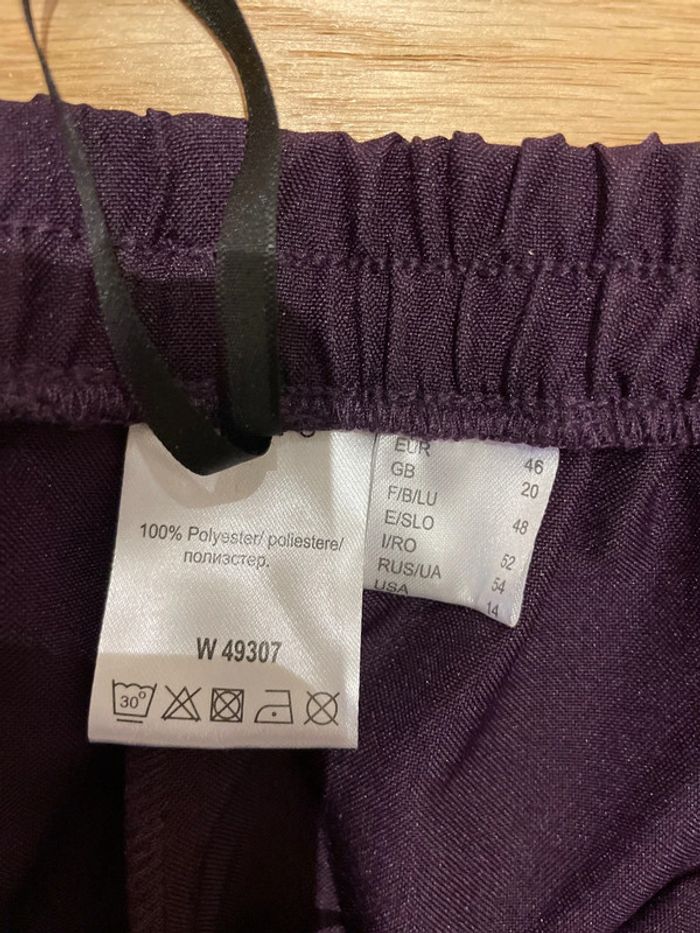 100% Polyester/ poliestere/
полиэстер.
W 49307
30°
EUR 46
GB 20
F/B/LU 48
E/SLO
I/RO 52
RUS/UA 54
USA 14